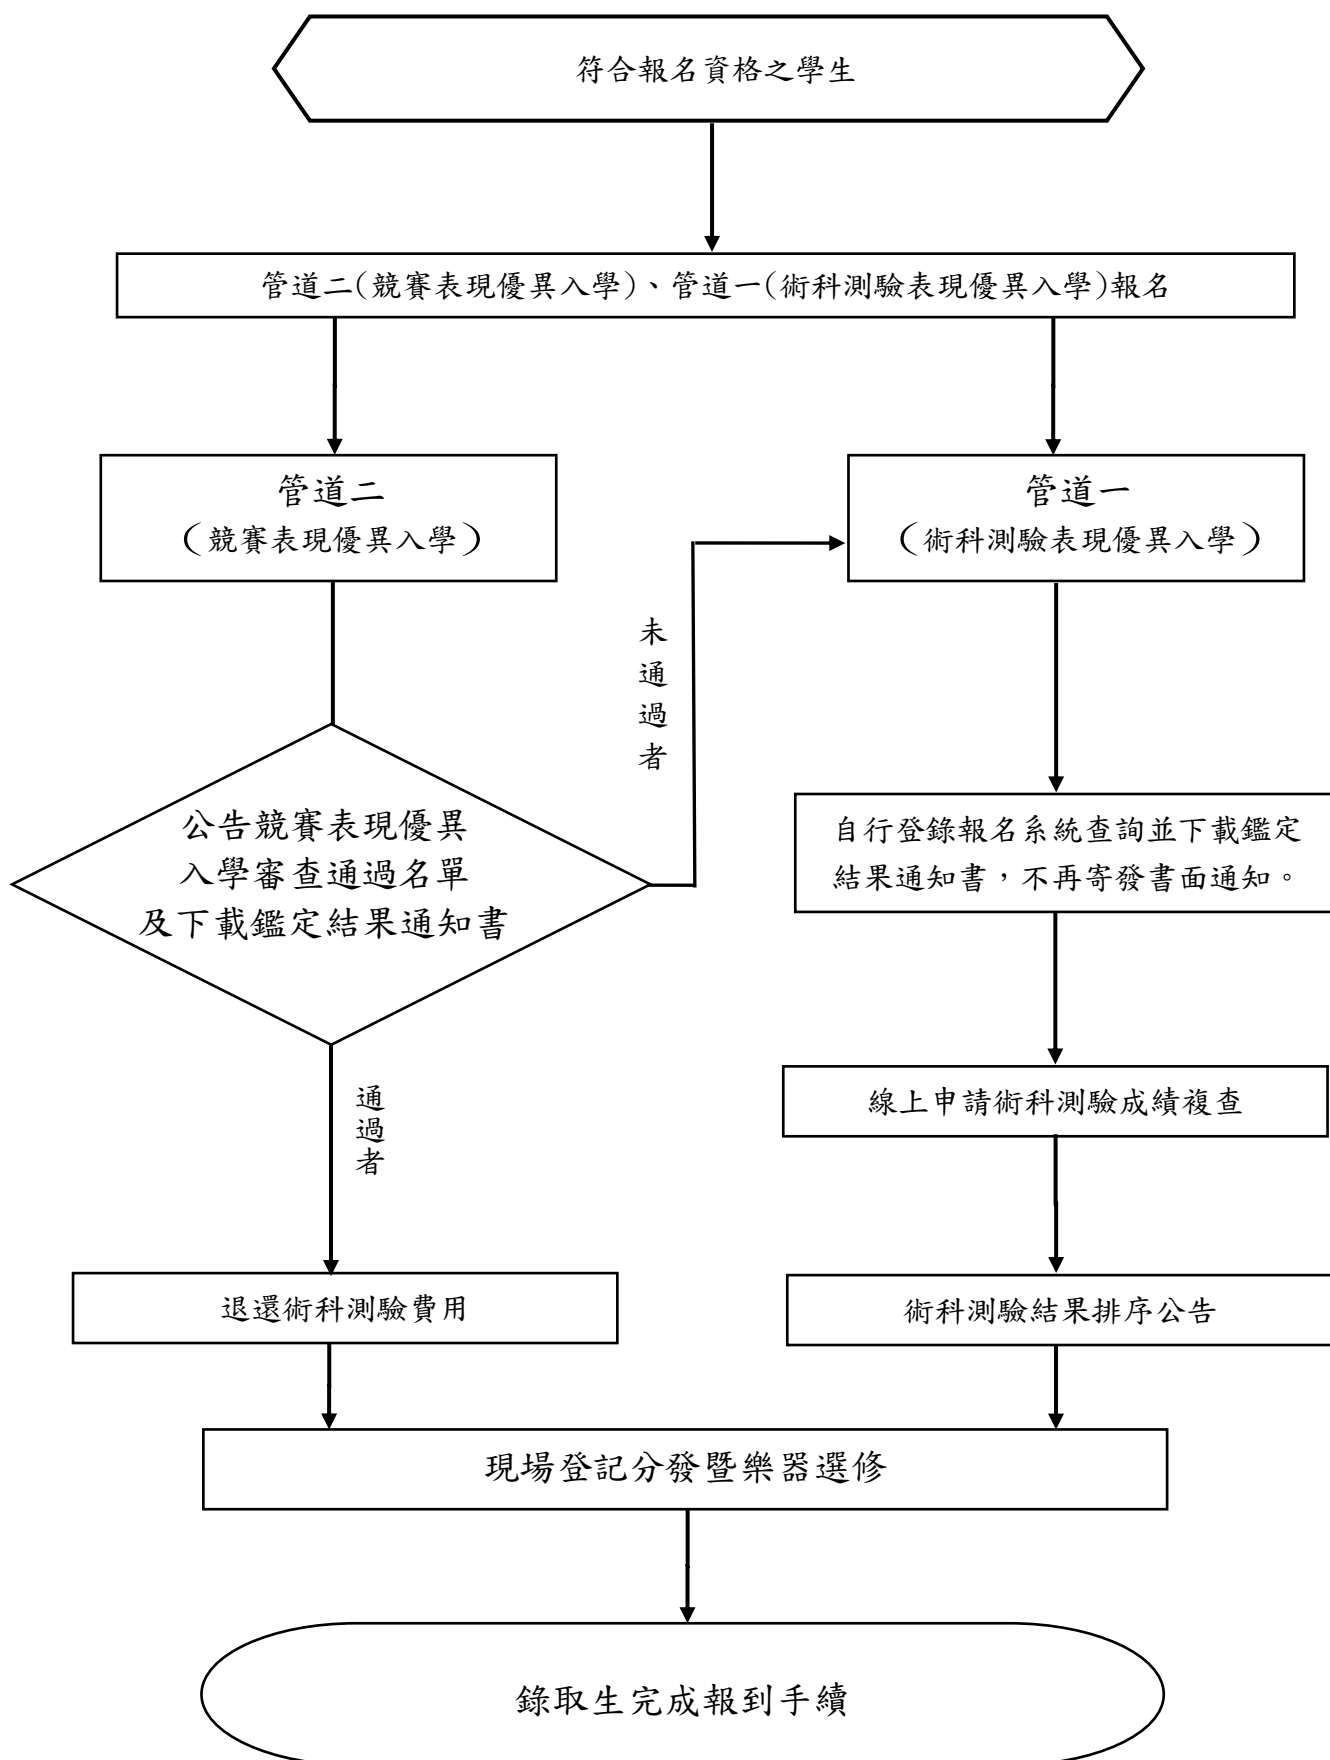 符合報名資格之學生
管道二(競賽表現優異入學)、管道一(術科測驗表現優異入學)報名
管道二
（競賽表現優異入學）
管道一
（術科測驗表現優異入學）
未
通
過
者
公告競賽表現優異
入學審查通過名單
及下載鑑定結果通知書
自行登錄報名系統查詢並下載鑑定
結果通知書，不再寄發書面通知。
通
過
者
線上申請術科測驗成績複查
退還術科測驗費用
術科測驗結果排序公告
現場登記分發暨樂器選修
錄取生完成報到手續